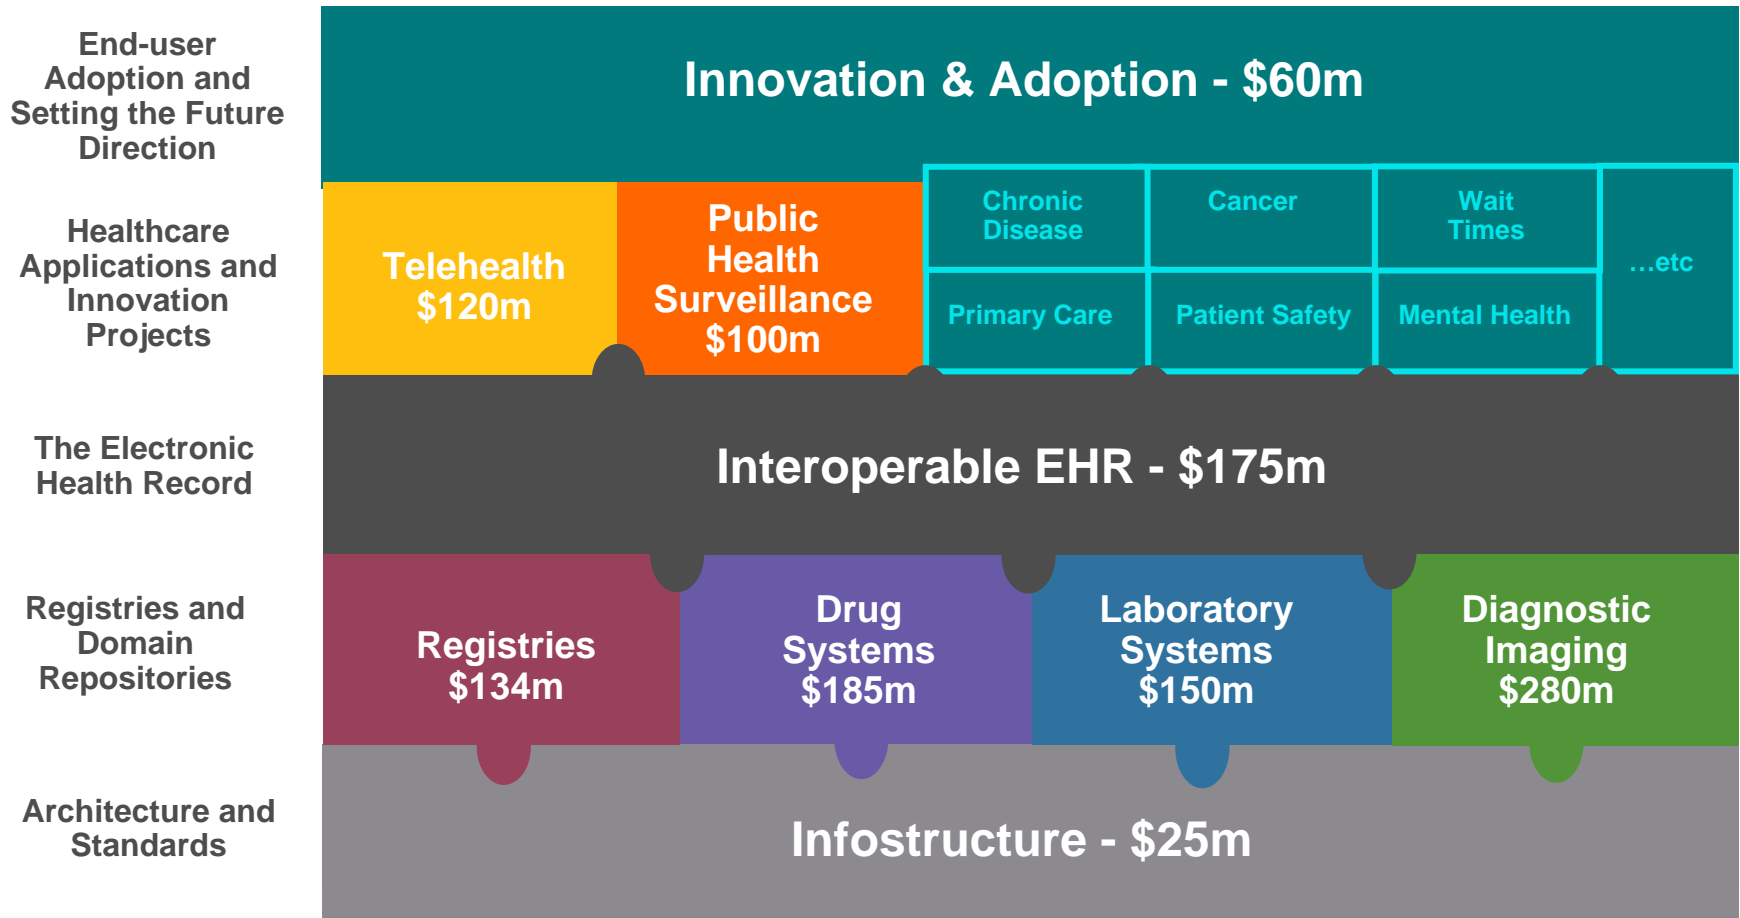 End-user
Adoption and
Setting the Future
Direction
Innovation & Adoption - $60m
Healthcare
Applications and
Innovation
Projects
Telehealth
$120m
Public
Health
Surveillance
$100m
Chronic
Disease
Cancer
Wait
Times
…etc
Primary Care
Patient Safety
Mental Health
The Electronic
Health Record
Interoperable EHR - $175m
Registries and
Domain
Repositories
Registries
$134m
Drug
Systems
$185m
Laboratory
Systems
$150m
Diagnostic
Imaging
$280m
Architecture and
Standards
Infostructure - $25m